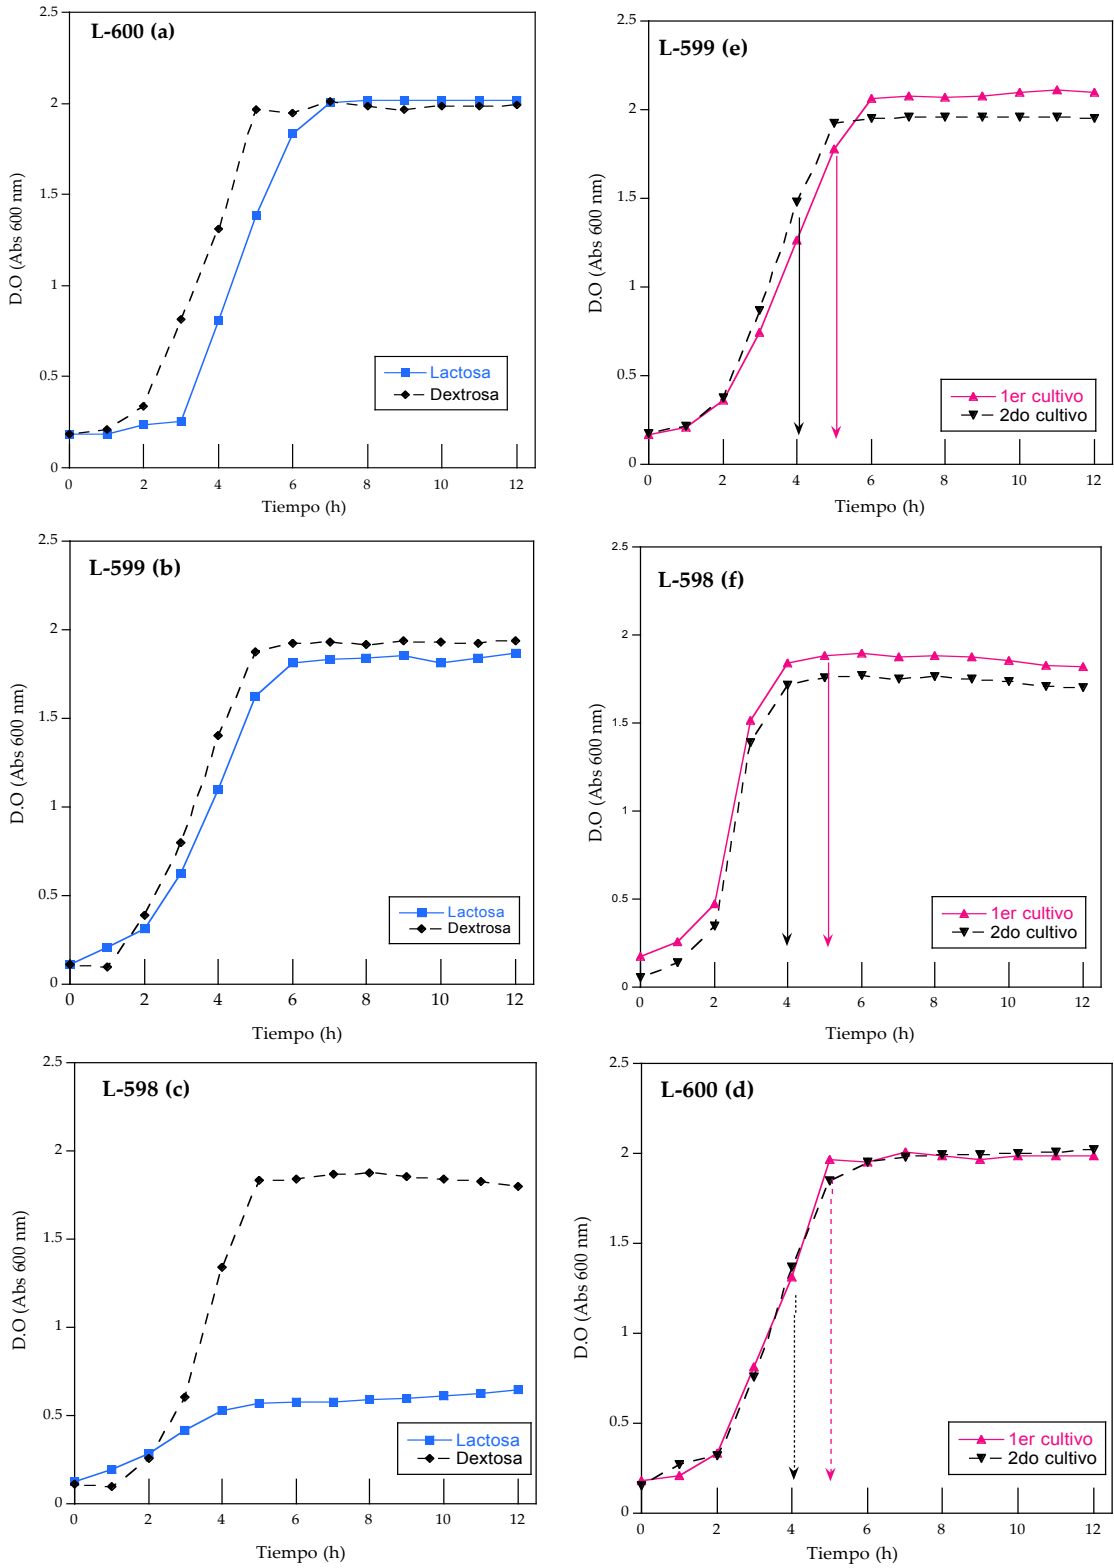 L-600 (a)
2.5
2
1.5
1
0.5
0
D.O (Abs 600 nm)
Lactosa
Dextrosa
0 2 4 6 8 10 12
Tiempo (h)
L-599 (e)
2.5
2
1.5
1
0.5
0
D.O (Abs 600 nm)
1er cultivo
2do cultivo
0 2 4 6 8 10 12
Tiempo (h)
L-599 (b)
2.5
2
1.5
1
0.5
0
D.O (Abs 600 nm)
Lactosa
Dextrosa
0 2 4 6 8 10 12
Tiempo (h)
L-598 (f)
2.5
2
1.5
1
0.5
0
D.O (Abs 600 nm)
1er cultivo
2do cultivo
0 2 4 6 8 10 12
Tiempo (h)
L-598 (c)
2.5
2
1.5
1
0.5
0
D.O (Abs 600 nm)
Lactosa
Dextosa
0 2 4 6 8 10 12
Tiempo (h)
L-600 (d)
2.5
2
1.5
1
0.5
0
D.O (Abs 600 nm)
1er cultivo
2do cultivo
0 2 4 6 8 10 12
Tiempo (h)